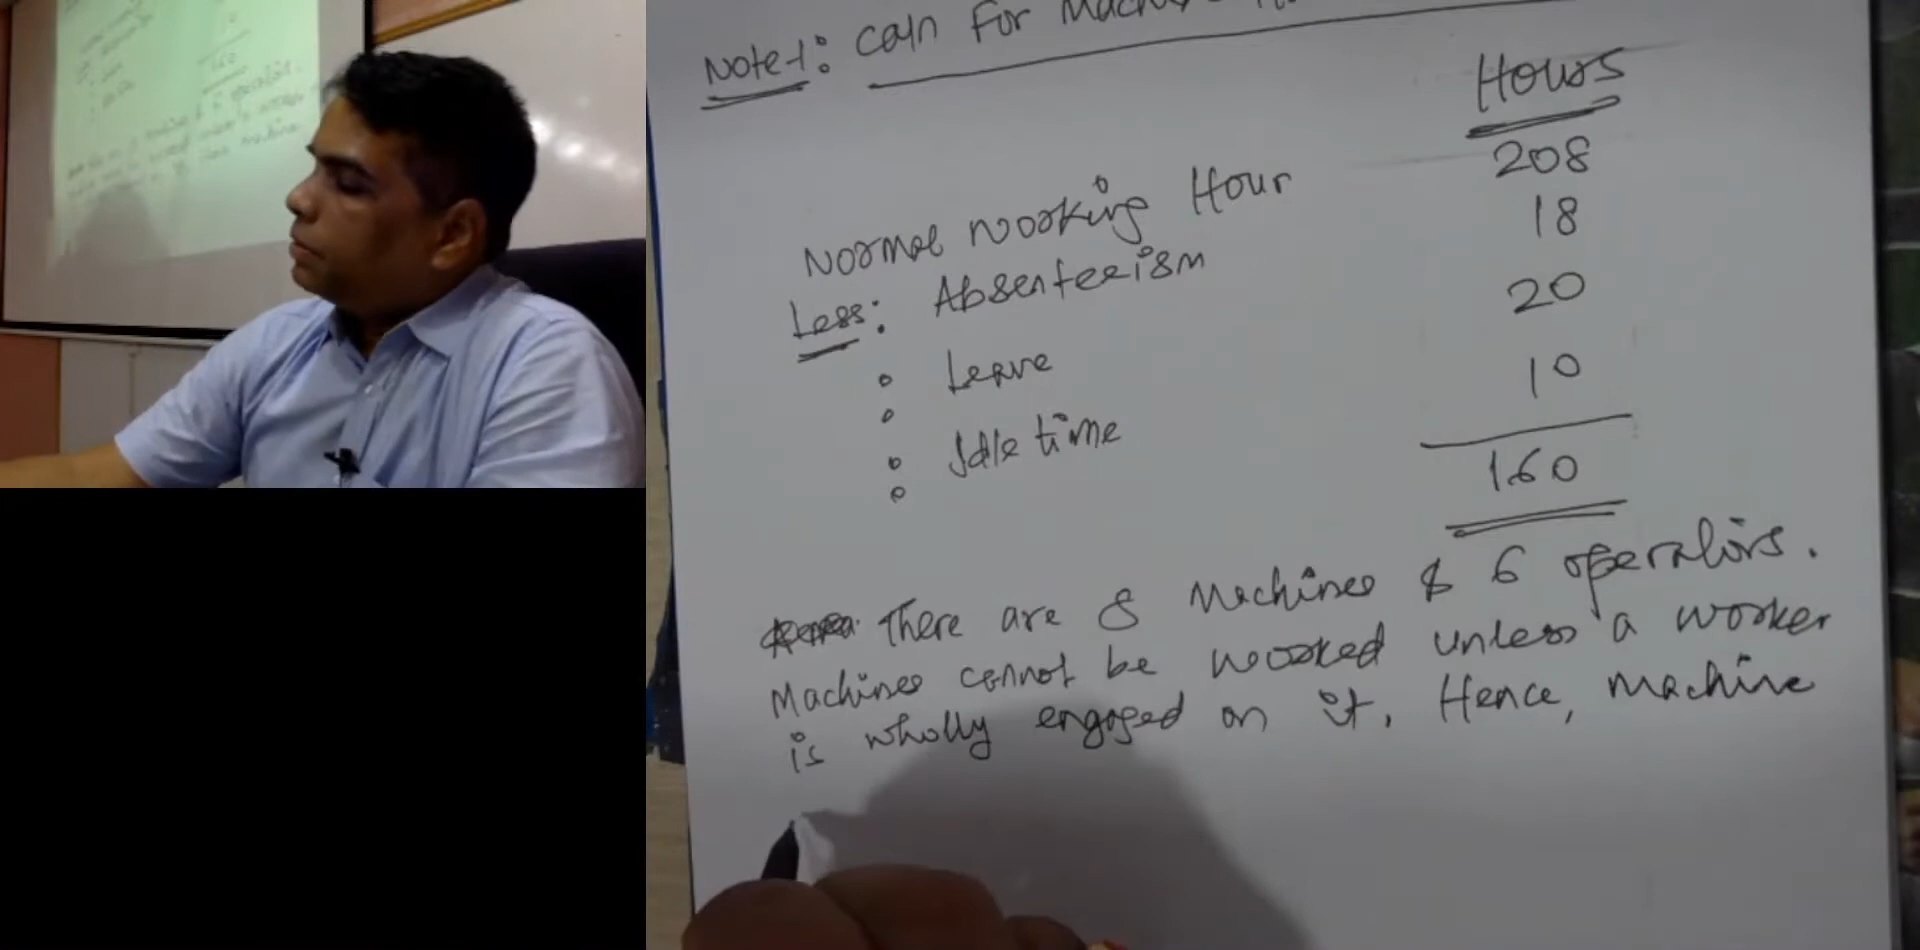 Note-1: Caln For Machine
Hours
Normal Working Hour 208
Less: Absenteeism 18
: Leave 20
: Idle time 10
160
There are 8 Machines & 6 operators.
Machines cannot be worked unless a worker
is wholly engaged on it. Hence, machine